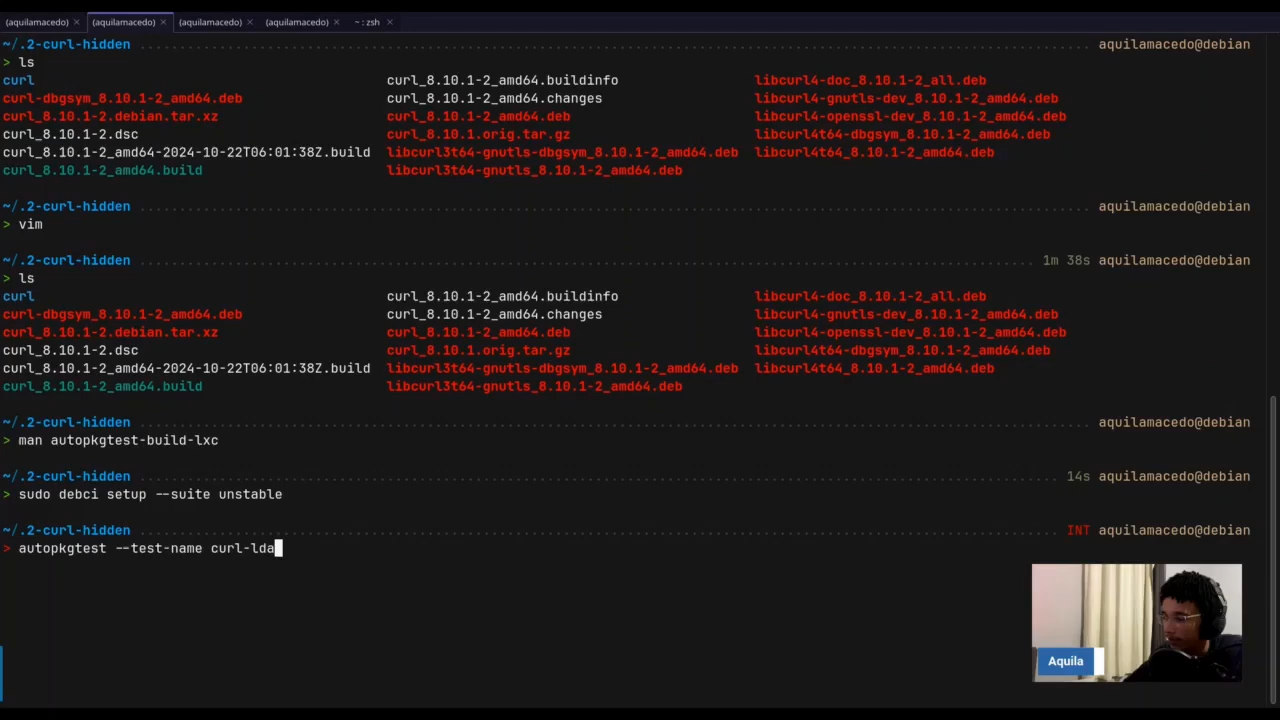 (aquilamacedo) × (aquilamacedo) × (aquilamacedo) × (aquilamacedo) × ~ : zsh ×
~/.2-curl-hidden aquilamacedo@debian
> ls
curl curl_8.10.1-2_amd64.buildinfo libcurl4-doc_8.10.1-2_all.deb
curl-dbgsym_8.10.1-2_amd64.deb curl_8.10.1-2_amd64.changes libcurl4-gnutls-dev_8.10.1-2_amd64.deb
curl_8.10.1-2.debian.tar.xz curl_8.10.1-2_amd64.deb libcurl4-openssl-dev_8.10.1-2_amd64.deb
curl_8.10.1-2.dsc curl_8.10.1.orig.tar.gz libcurl4t64-dbgsym_8.10.1-2_amd64.deb
curl_8.10.1-2_amd64-2024-10-22T06:01:38Z.build libcurl3t64-gnutls-dbgsym_8.10.1-2_amd64.deb libcurl4t64_8.10.1-2_amd64.deb
curl_8.10.1-2_amd64.build libcurl3t64-gnutls_8.10.1-2_amd64.deb
~/.2-curl-hidden aquilamacedo@debian
> vim
~/.2-curl-hidden 1m 38s aquilamacedo@debian
> ls
curl curl_8.10.1-2_amd64.buildinfo libcurl4-doc_8.10.1-2_all.deb
curl-dbgsym_8.10.1-2_amd64.deb curl_8.10.1-2_amd64.changes libcurl4-gnutls-dev_8.10.1-2_amd64.deb
curl_8.10.1-2.debian.tar.xz curl_8.10.1-2_amd64.deb libcurl4-openssl-dev_8.10.1-2_amd64.deb
curl_8.10.1-2.dsc curl_8.10.1.orig.tar.gz libcurl4t64-dbgsym_8.10.1-2_amd64.deb
curl_8.10.1-2_amd64-2024-10-22T06:01:38Z.build libcurl3t64-gnutls-dbgsym_8.10.1-2_amd64.deb libcurl4t64_8.10.1-2_amd64.deb
curl_8.10.1-2_amd64.build libcurl3t64-gnutls_8.10.1-2_amd64.deb
~/.2-curl-hidden aquilamacedo@debian
> man autopkgtest-build-lxc
~/.2-curl-hidden 14s aquilamacedo@debian
> sudo debci setup --suite unstable
~/.2-curl-hidden INT aquilamacedo@debian
> autopkgtest --test-name curl-lda
Aquila